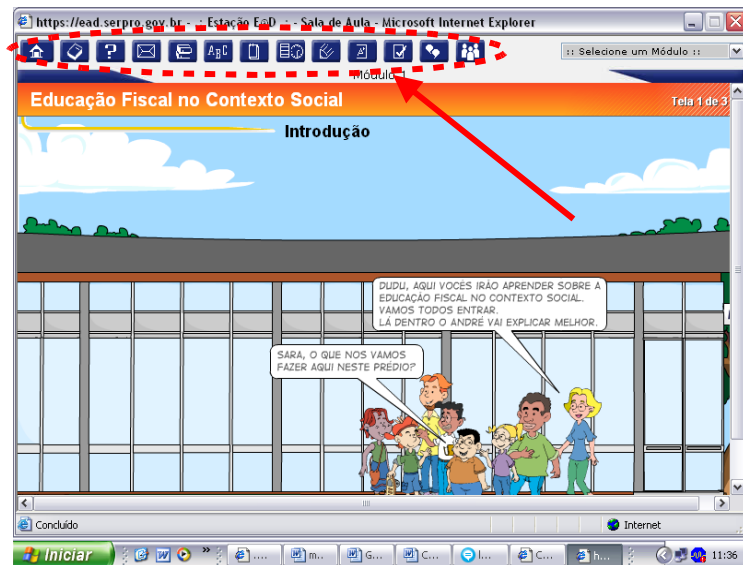 https://ead.serpro.gov.br - .: Estação E@D :. - Sala de Aula - Microsoft Internet Explorer
:: Selecione um Módulo ::
Módulo 1
Educação Fiscal no Contexto Social
Tela 1 de 3
Introdução
DUDU, AQUI VOCÊS IRÃO APRENDER SOBRE A
EDUCAÇÃO FISCAL NO CONTEXTO SOCIAL.
VAMOS TODOS ENTRAR.
LÁ DENTRO O ANDRÉ VAI EXPLICAR MELHOR.
SARA, O QUE NOS VAMOS
FAZER AQUI NESTE PRÉDIO?
Concluído
Internet
Iniciar
»
....
m..
G...
C...
l...
C...
h...
11:36